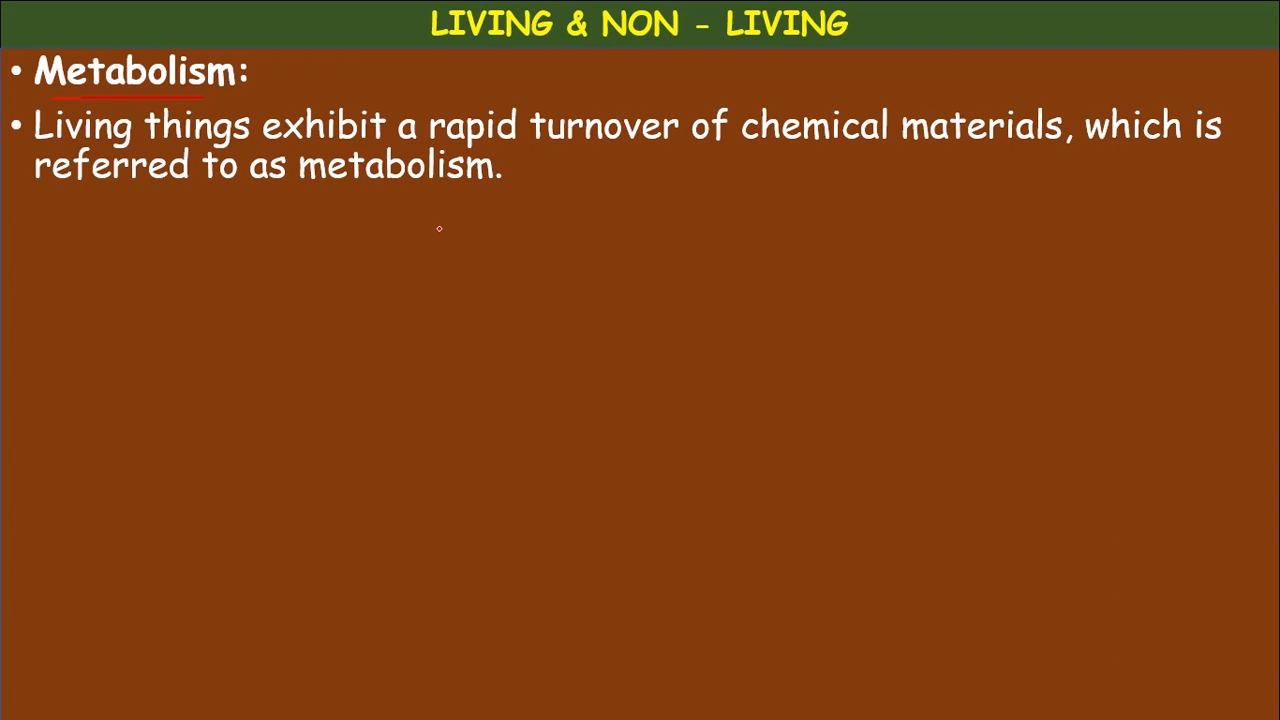 LIVING & NON - LIVING
• Metabolism:
• Living things exhibit a rapid turnover of chemical materials, which is
referred to as metabolism.